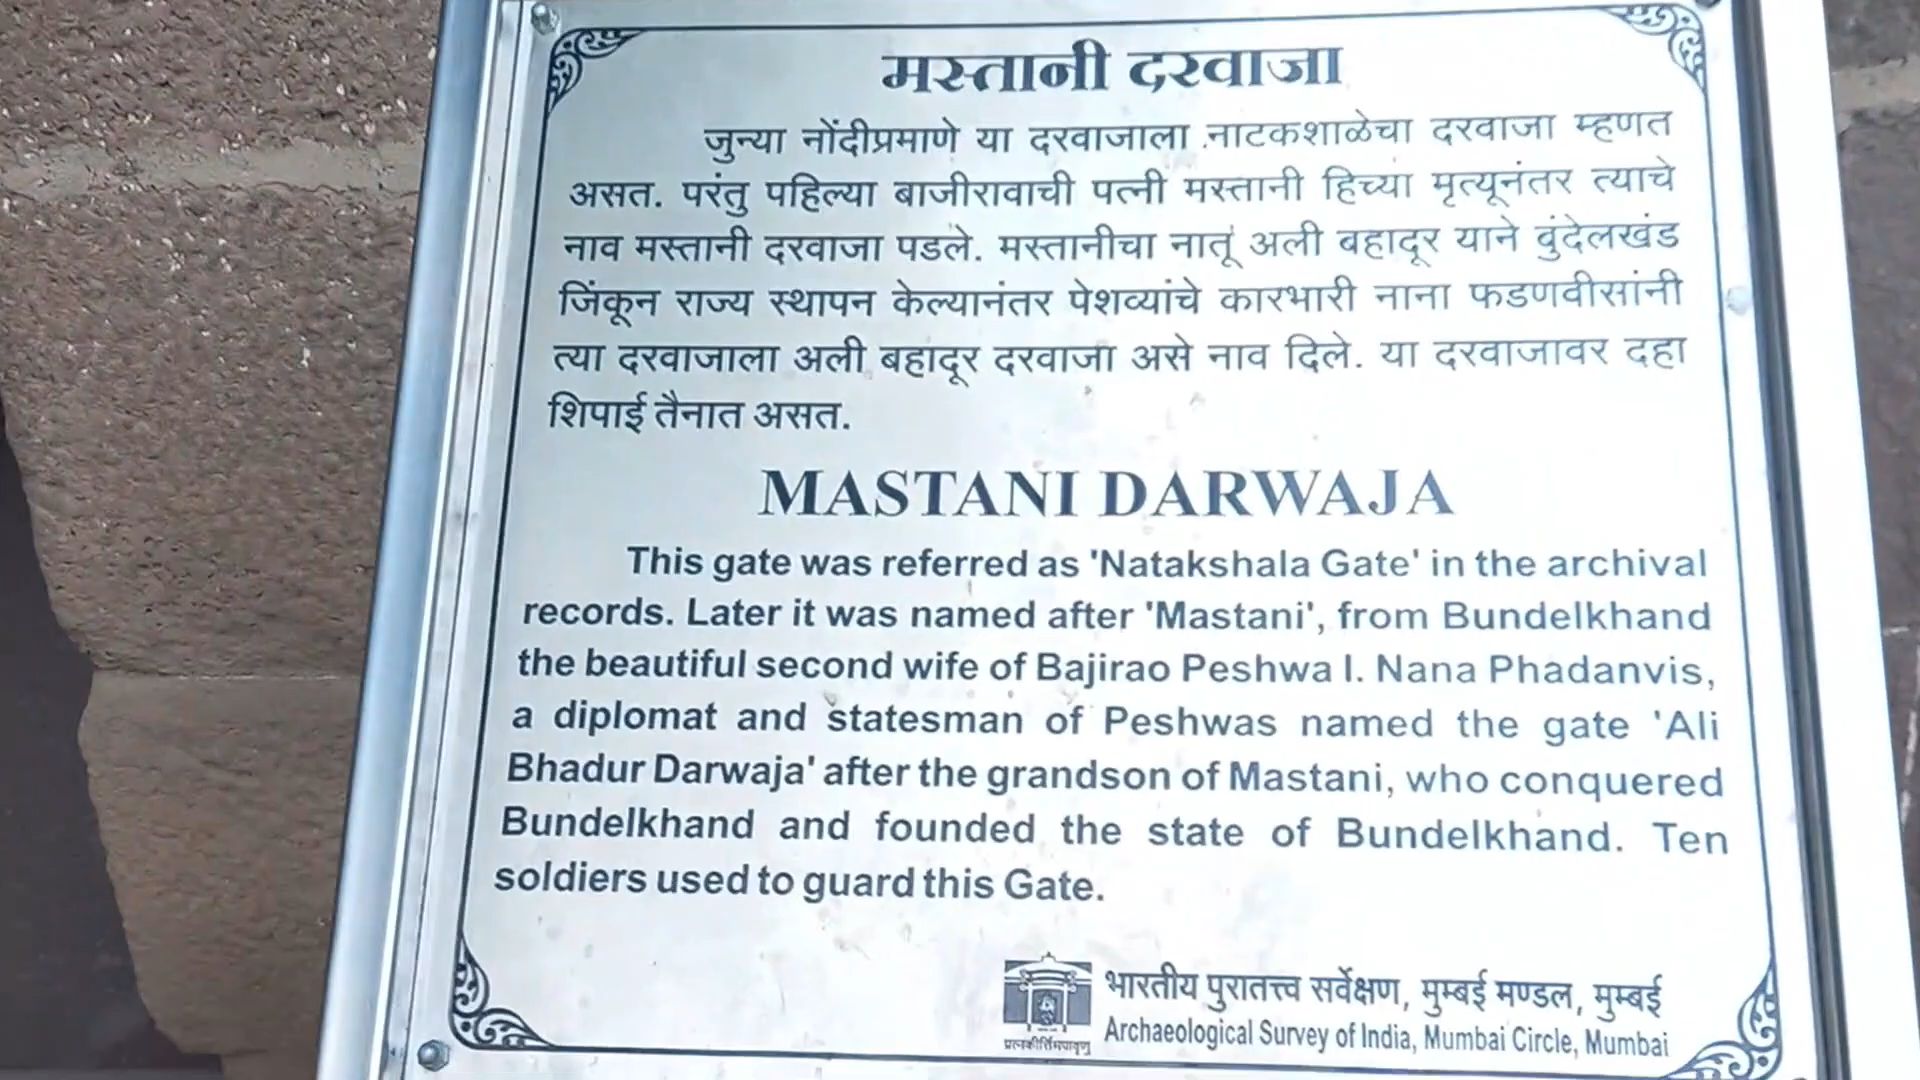 मस्तानी दरवाजा
जुन्या नोंदीप्रमाणे या दरवाजाला नाटकशाळेचा दरवाजा म्हणत
असत. परंतु पहिल्या बाजीरावाची पत्नी मस्तानी हिच्या मृत्यूनंतर त्याचे
नाव मस्तानी दरवाजा पडले. मस्तानीचा नातू अली बहादूर याने बुंदेलखंड
जिंकून राज्य स्थापन केल्यानंतर पेशव्यांचे कारभारी नाना फडणवीसांनी
त्या दरवाजाला अली बहादूर दरवाजा असे नाव दिले. या दरवाजावर दहा
शिपाई तैनात असत.
MASTANI DARWAJA
This gate was referred as 'Natakshala Gate' in the archival
records. Later it was named after 'Mastani', from Bundelkhand
the beautiful second wife of Bajirao Peshwa I. Nana Phadanvis,
a diplomat and statesman of Peshwas named the gate 'Ali
Bhadur Darwaja' after the grandson of Mastani, who conquered
Bundelkhand and founded the state of Bundelkhand. Ten
soldiers used to guard this Gate.
भारतीय पुरातत्त्व सर्वेक्षण, मुम्बई मण्डल, मुम्बई
Archaeological Survey of India, Mumbai Circle, Mumbai